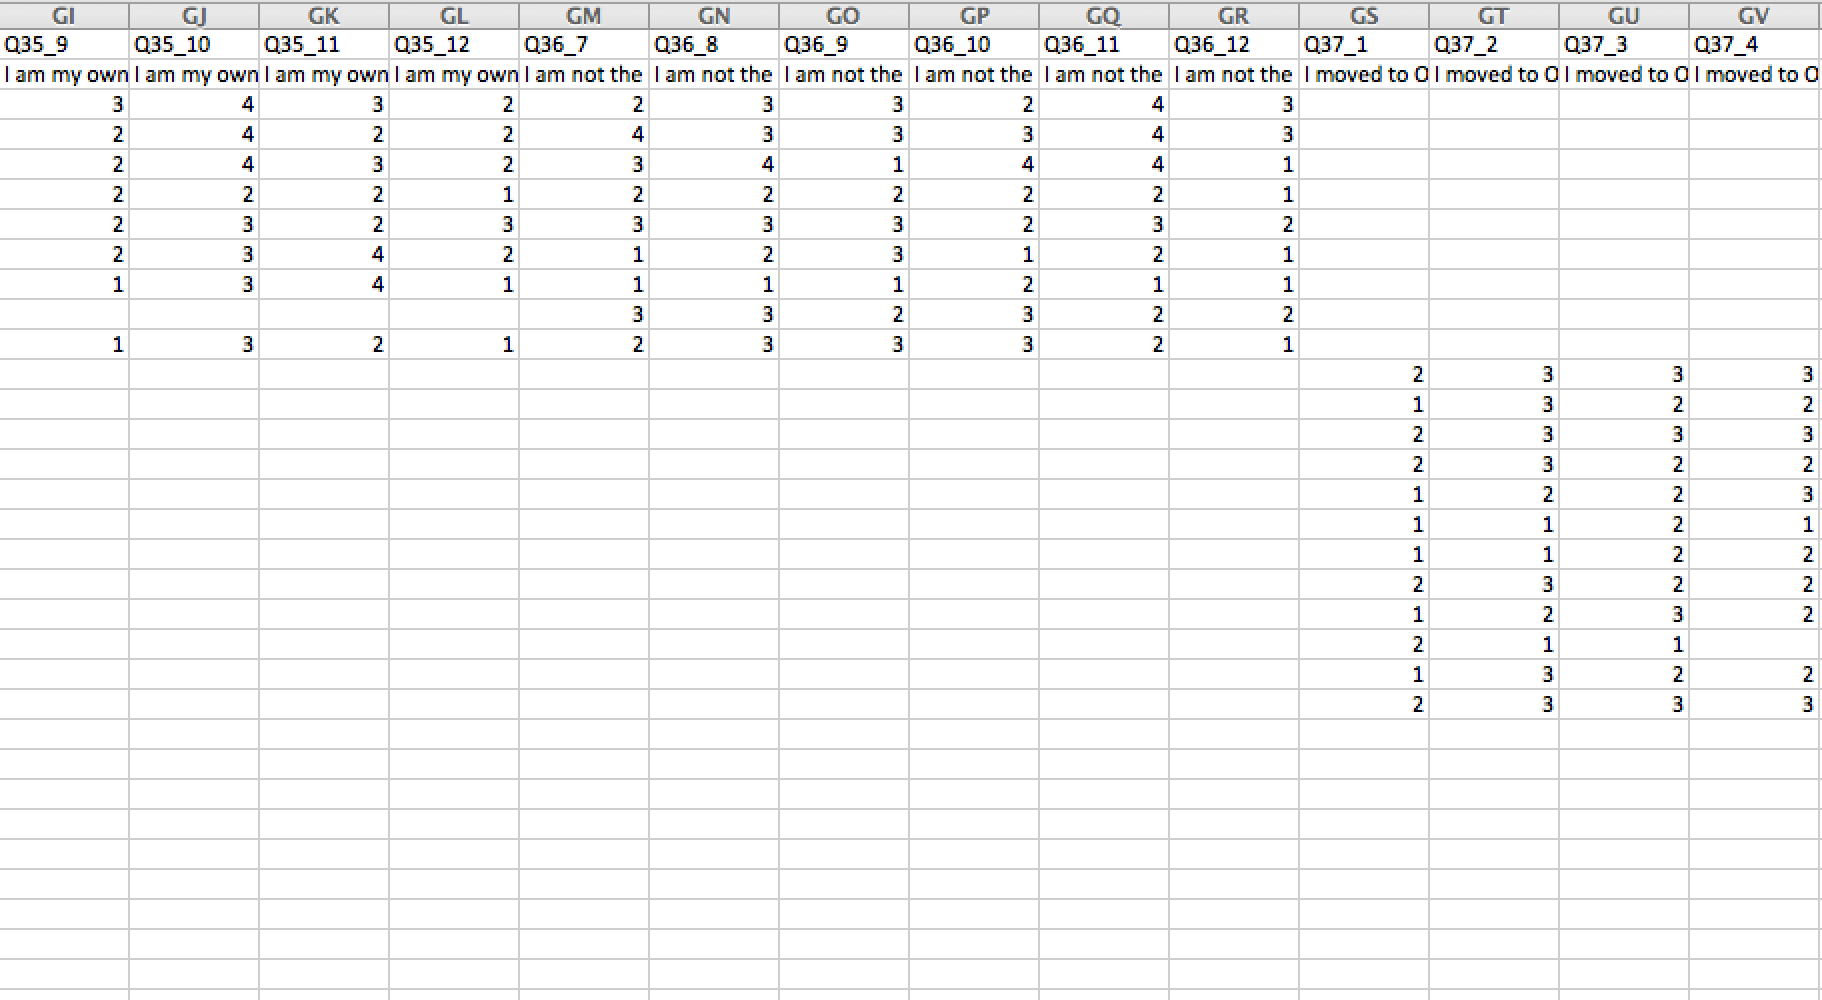 GI GJ GK GL GM GN GO GP GQ GR GS GT GU GV
Q35_9 Q35_10 Q35_11 Q35_12 Q36_7 Q36_8 Q36_9 Q36_10 Q36_11 Q36_12 Q37_1 Q37_2 Q37_3 Q37_4
I am my own I am my own I am my own I am my own I am not the I am not the I am not the I am not the I am not the I am not the I moved to O I moved to O I moved to O I moved to O
3 4 3 2 2 3 3 2 4 3
2 4 2 2 4 3 3 3 4 3
2 4 3 2 3 4 1 4 4 1
2 2 2 1 2 2 2 2 2 1
2 3 2 3 3 3 3 2 3 2
2 3 4 2 1 2 3 1 2 1
1 3 4 1 1 1 1 2 1 1
3 3 2 3 2 2
1 3 2 1 2 3 3 3 2 1
2 3 3 3
1 3 2 2
2 3 3 3
2 3 2 2
1 2 2 3
1 1 2 1
1 1 2 2
2 3 2 2
1 2 3 2
2 1 1
1 3 2 2
2 3 3 3